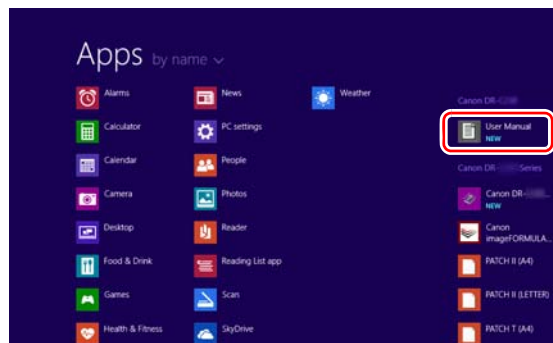 Apps by name
Alarms
Calculator
Calendar
Camera
Desktop
Food & Drink
Games
Health & Fitness
News
PC settings
People
Photos
Reader
Reading List app
Scan
SkyDrive
Weather
Canon DR-
User Manual
NEW
Canon DR- Series
Canon DR-
NEW
Canon
imageFORMULA...
PATCH II (A4)
PATCH II (LETTER)
PATCH T (A4)